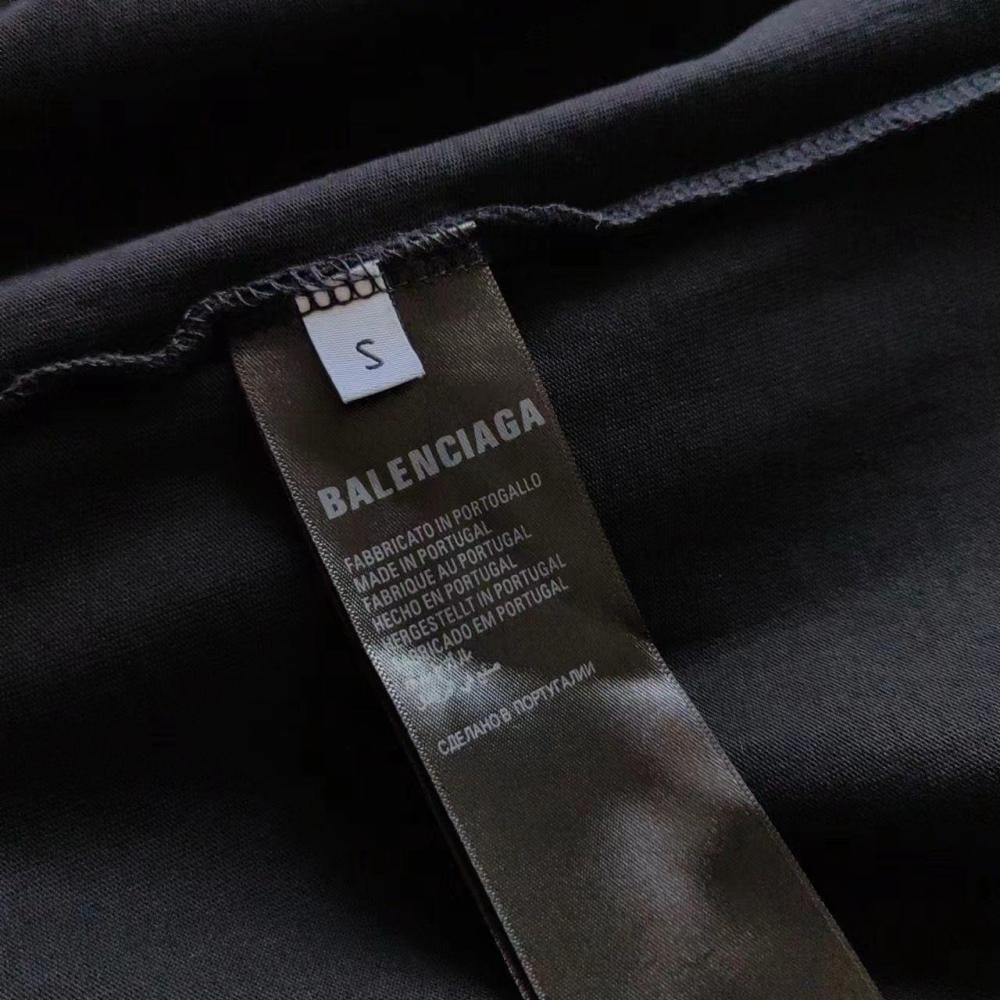 S
BALENCIAGA
FABBRICATO IN PORTOGALLO
MADE IN PORTUGAL
FABRIQUE AU PORTUGAL
HECHO EN PORTUGAL
HERGESTELLT IN PORTUGAL
FABRICADO EM PORTUGAL
СДЕЛАНО В ПОРТУГАЛИИ